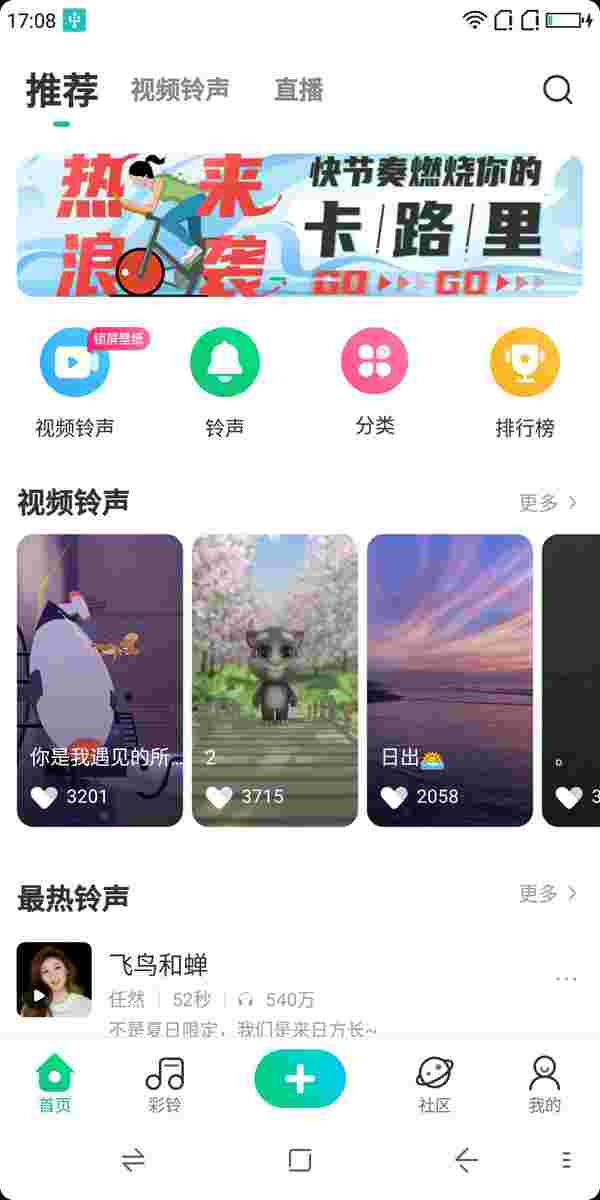 17:08
推荐 视频铃声 直播
热浪来袭
快节奏燃烧你的
卡路里
GO GO
锁屏壁纸
视频铃声 铃声 分类 排行榜
视频铃声 更多
你是我遇见的所... 2 日出🌅 。
3201 3715 2058 3
最热铃声 更多
飞鸟和蝉
任然 52秒 540万
不是夏日限定，我们是来日方长~
首页 彩铃 社区 我的